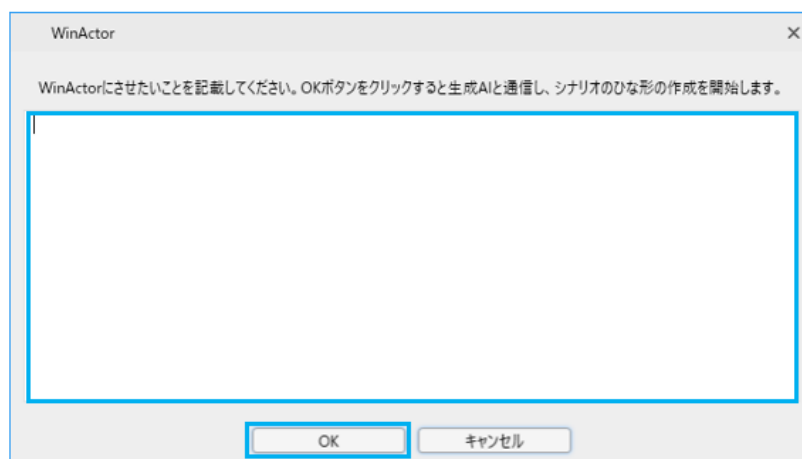 WinActor
WinActorにさせたいことを記載してください。OKボタンをクリックすると生成AIと通信し、シナリオのひな形の作成を開始します。
OK
キャンセル